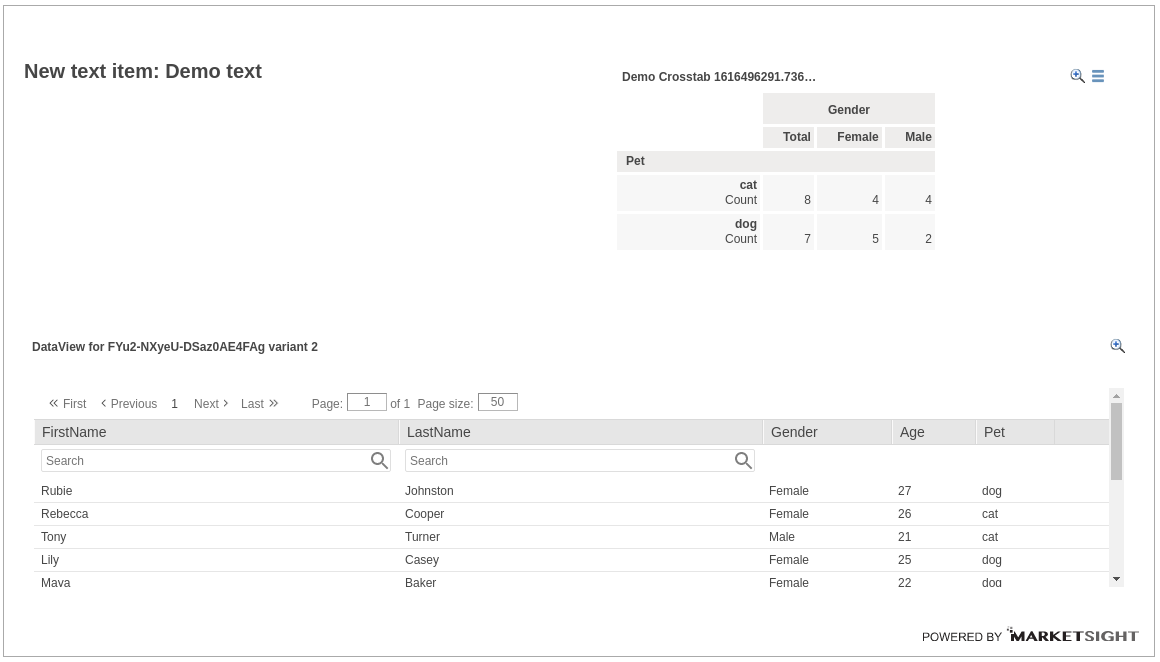 New text item: Demo text
Demo Crosstab 1616496291.736…
Gender
Total Female Male
Pet
cat
Count 8 4 4
dog
Count 7 5 2
DataView for FYu2-NXyeU-DSaz0AE4FAg variant 2
« First ‹ Previous 1 Next › Last » Page: 1 of 1 Page size: 50
FirstName LastName Gender Age Pet
Search Search
Rubie Johnston Female 27 dog
Rebecca Cooper Female 26 cat
Tony Turner Male 21 cat
Lily Casey Female 25 dog
Maya Baker Female 22 dog
POWERED BY MARKETSIGHT